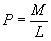 P = M/L